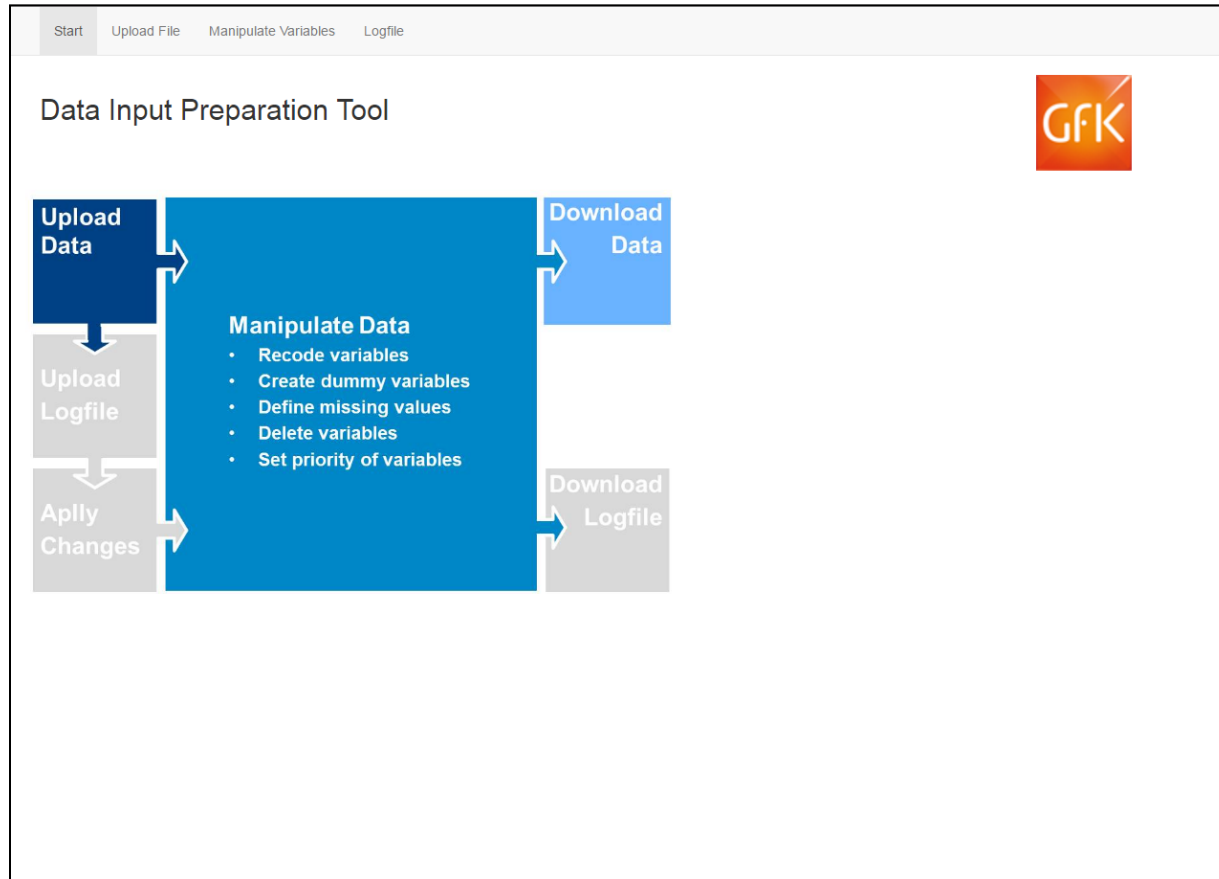 Start Upload File Manipulate Variables Logfile
Data Input Preparation Tool
GfK
Upload
Data
Upload
Logfile
Aplly
Changes
Manipulate Data
• Recode variables
• Create dummy variables
• Define missing values
• Delete variables
• Set priority of variables
Download
Data
Download
Logfile